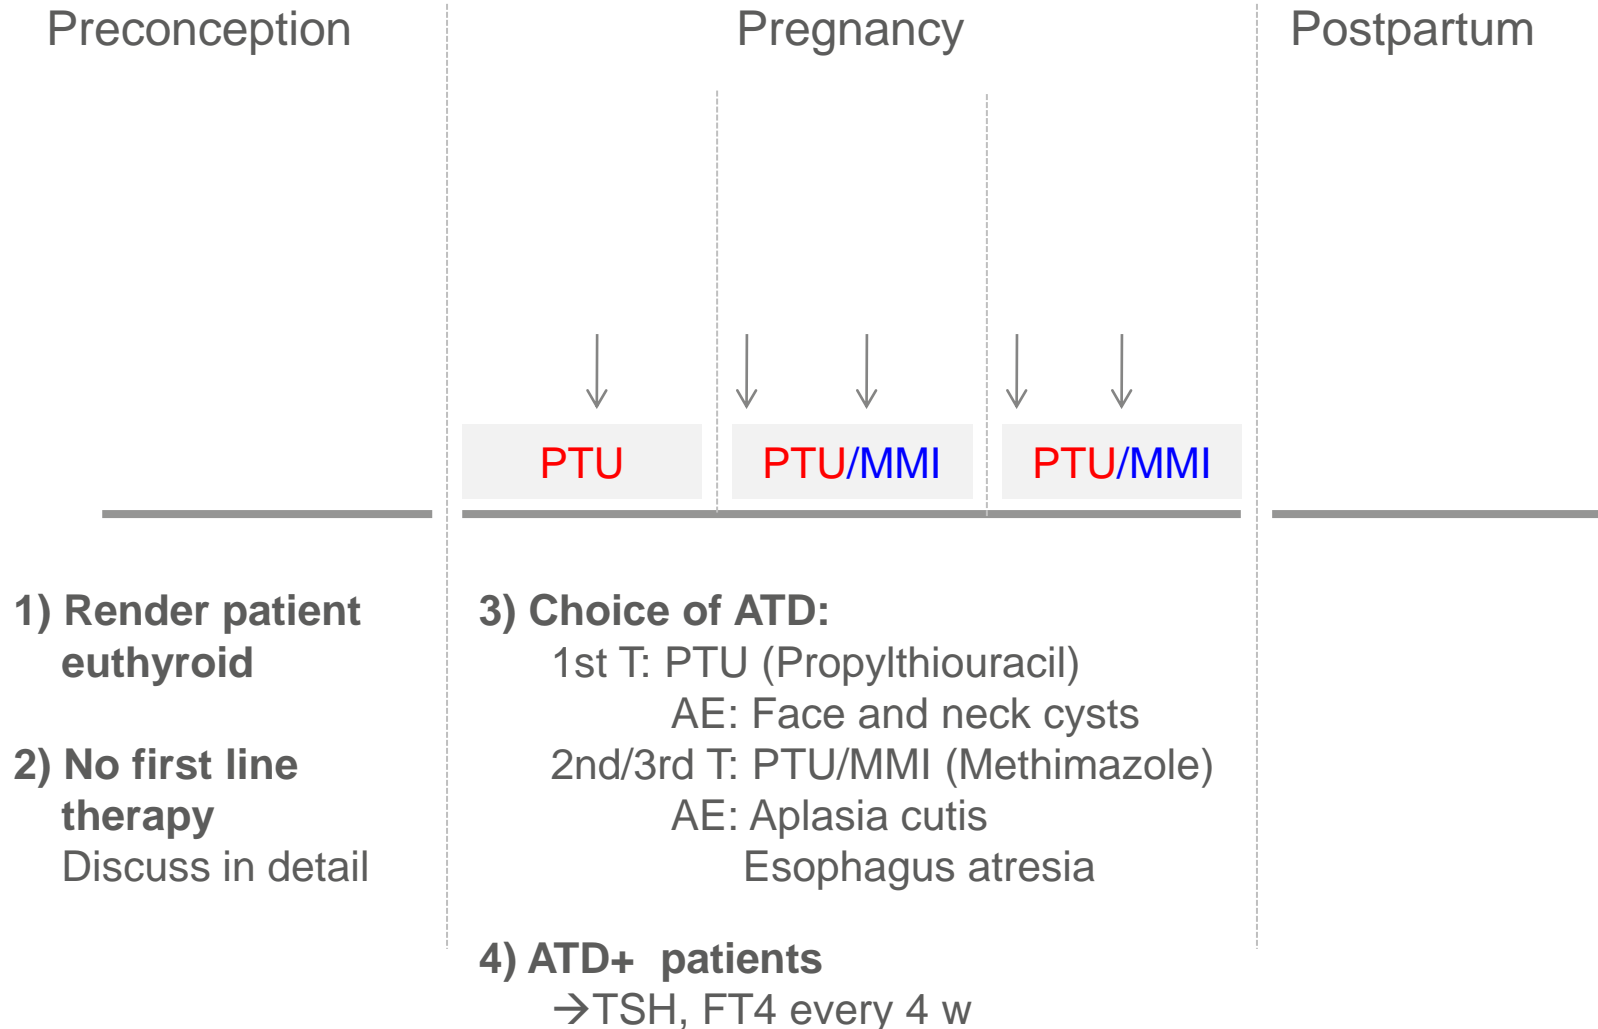 Preconception
Pregnancy
Postpartum
PTU
PTU/MMI
PTU/MMI
1) Render patient
euthyroid
2) No first line
therapy
Discuss in detail
3) Choice of ATD:
1st T: PTU (Propylthiouracil)
AE: Face and neck cysts
2nd/3rd T: PTU/MMI (Methimazole)
AE: Aplasia cutis
Esophagus atresia
4) ATD+ patients
→TSH, FT4 every 4 w